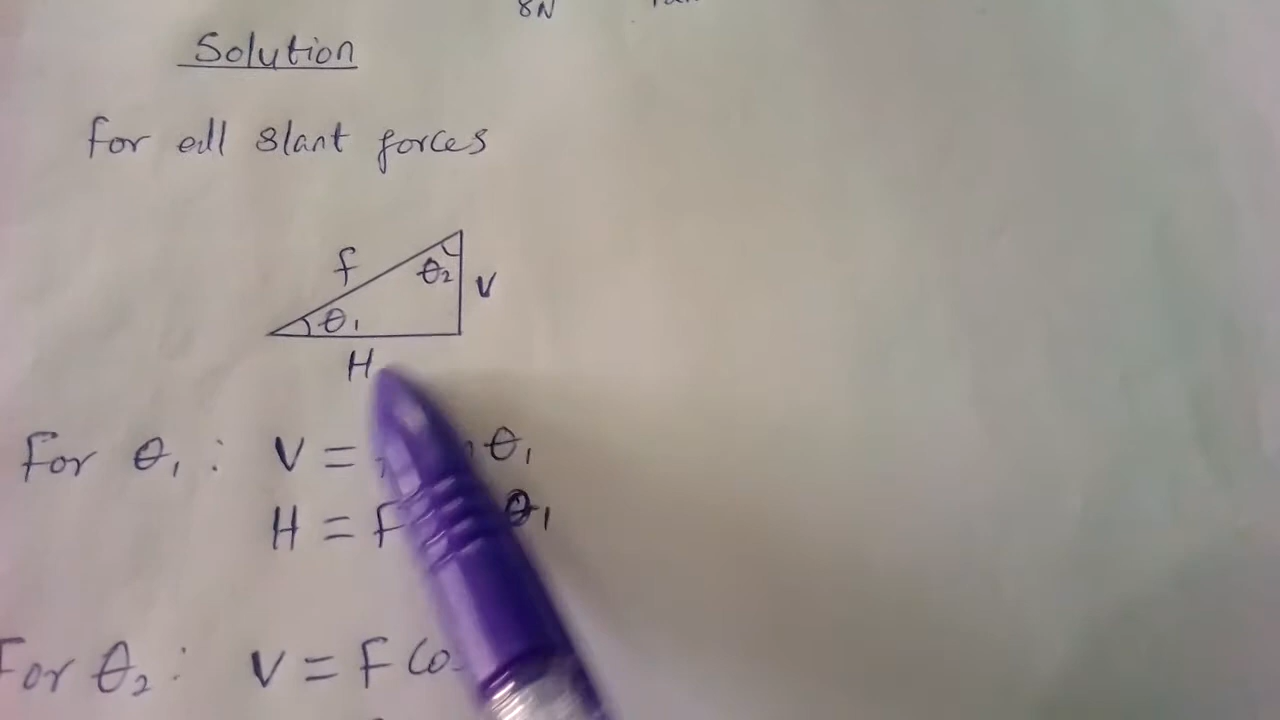 8N
Solution
for all slant forces
f
θ2
V
θ1
H
For θ1 : V = θ1
H = F θ1
For θ2 : V = F Co